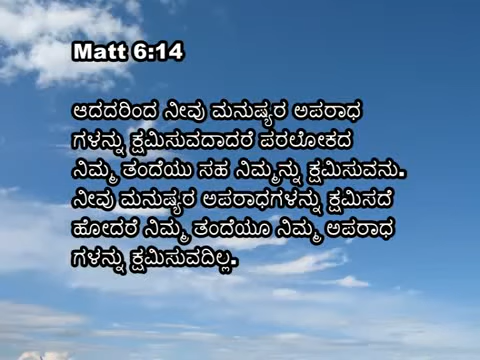 Matt 6:14
ಆದದರಿಂದ ನೀವು ಮನುಷ್ಯರ ಅಪರಾಧ
ಗಳನ್ನು ಕ್ಷಮಿಸುವದಾದರೆ ಪರಲೋಕದ
ನಿಮ್ಮ ತಂದೆಯು ಸಹ ನಿಮ್ಮನ್ನು ಕ್ಷಮಿಸುವನು.
ನೀವು ಮನುಷ್ಯರ ಅಪರಾಧಗಳನ್ನು ಕ್ಷಮಿಸದೆ
ಹೋದರೆ ನಿಮ್ಮ ತಂದೆಯೂ ನಿಮ್ಮ ಅಪರಾಧ
ಗಳನ್ನು ಕ್ಷಮಿಸುವದಿಲ್ಲ.